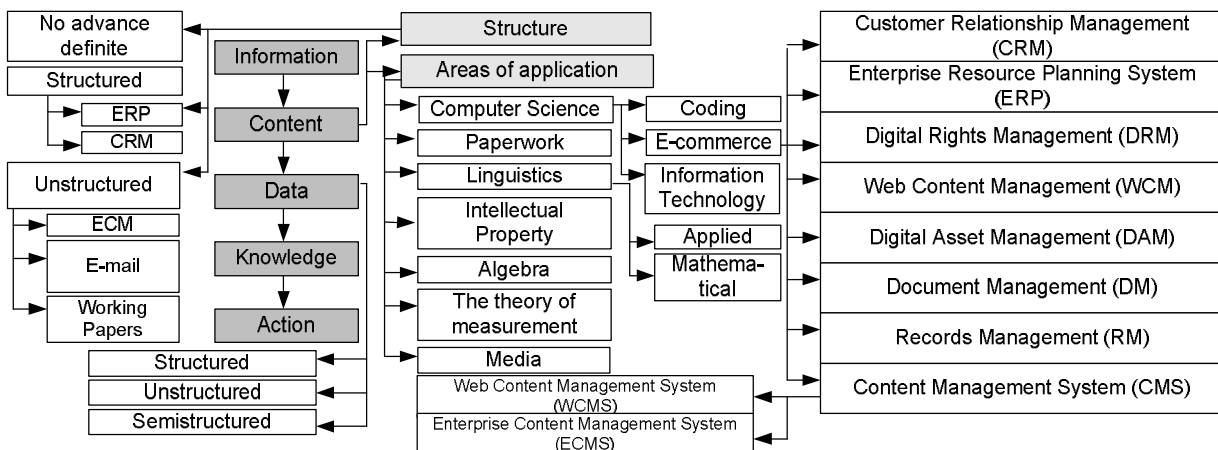 No advance
definite
Structured
ERP
CRM
Unstructured
ECM
E-mail
Working
Papers
Information
Content
Data
Knowledge
Action
Structured
Unstructured
Semistructured
Structure
Areas of application
Computer Science
Paperwork
Linguistics
Intellectual
Property
Algebra
The theory of
measurement
Media
Coding
E-commerce
Information
Technology
Applied
Mathema-
tical
Web Content Management System
(WCMS)
Enterprise Content Management System
(ECMS)
Customer Relationship Management
(CRM)
Enterprise Resource Planning System
(ERP)
Digital Rights Management (DRM)
Web Content Management (WCM)
Digital Asset Management (DAM)
Document Management (DM)
Records Management (RM)
Content Management System (CMS)